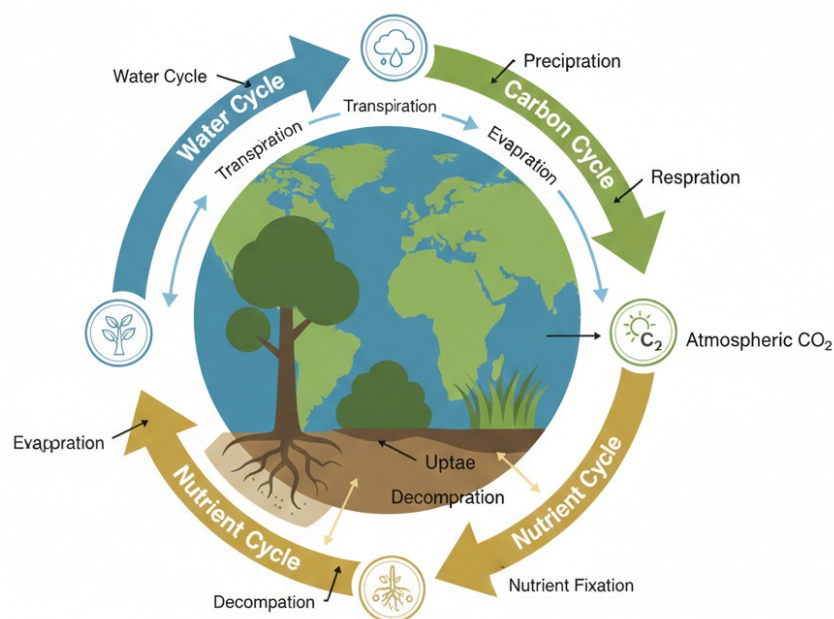 Water Cycle
Water Cycle
Transpiration
Transpiration
Evapration
Precipration
Carbon Cycle
Respration
C₂
Atmospheric CO₂
Evappration
Uptae
Decompration
Nutrient Cycle
Nutrient Cycle
Decompation
Nutrient Fixation